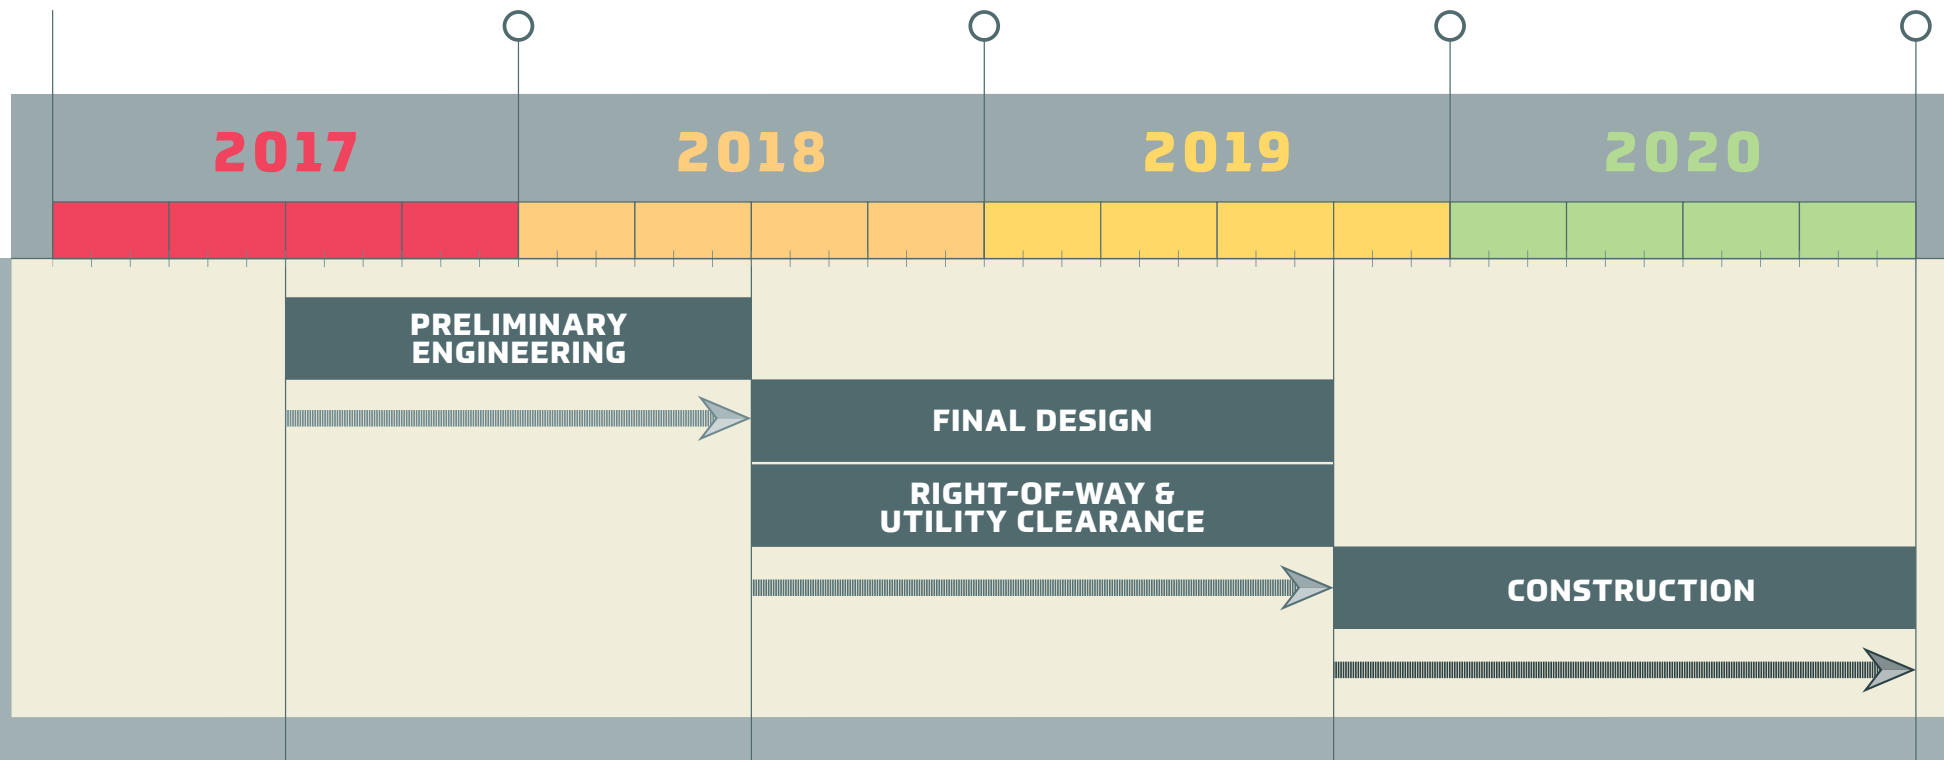 2017
2018
2019
2020
PRELIMINARY
ENGINEERING
FINAL DESIGN
RIGHT-OF-WAY &
UTILITY CLEARANCE
CONSTRUCTION